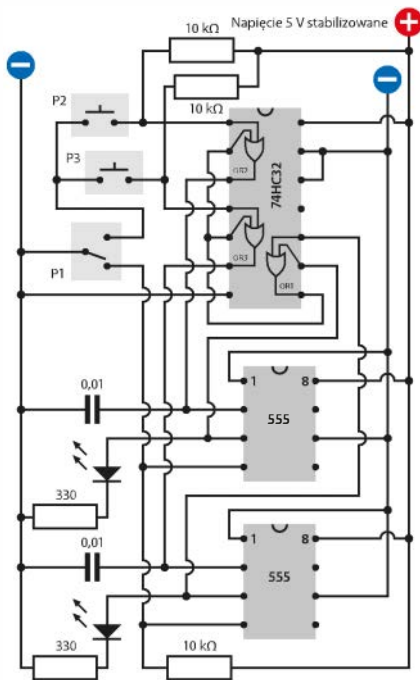 10 kΩ
Napięcie 5 V stabilizowane
10 kΩ
P2
P3
P1
74HC32
OR2
OR3
OR1
0,01
1
8
555
330
0,01
1
8
555
330
10 kΩ